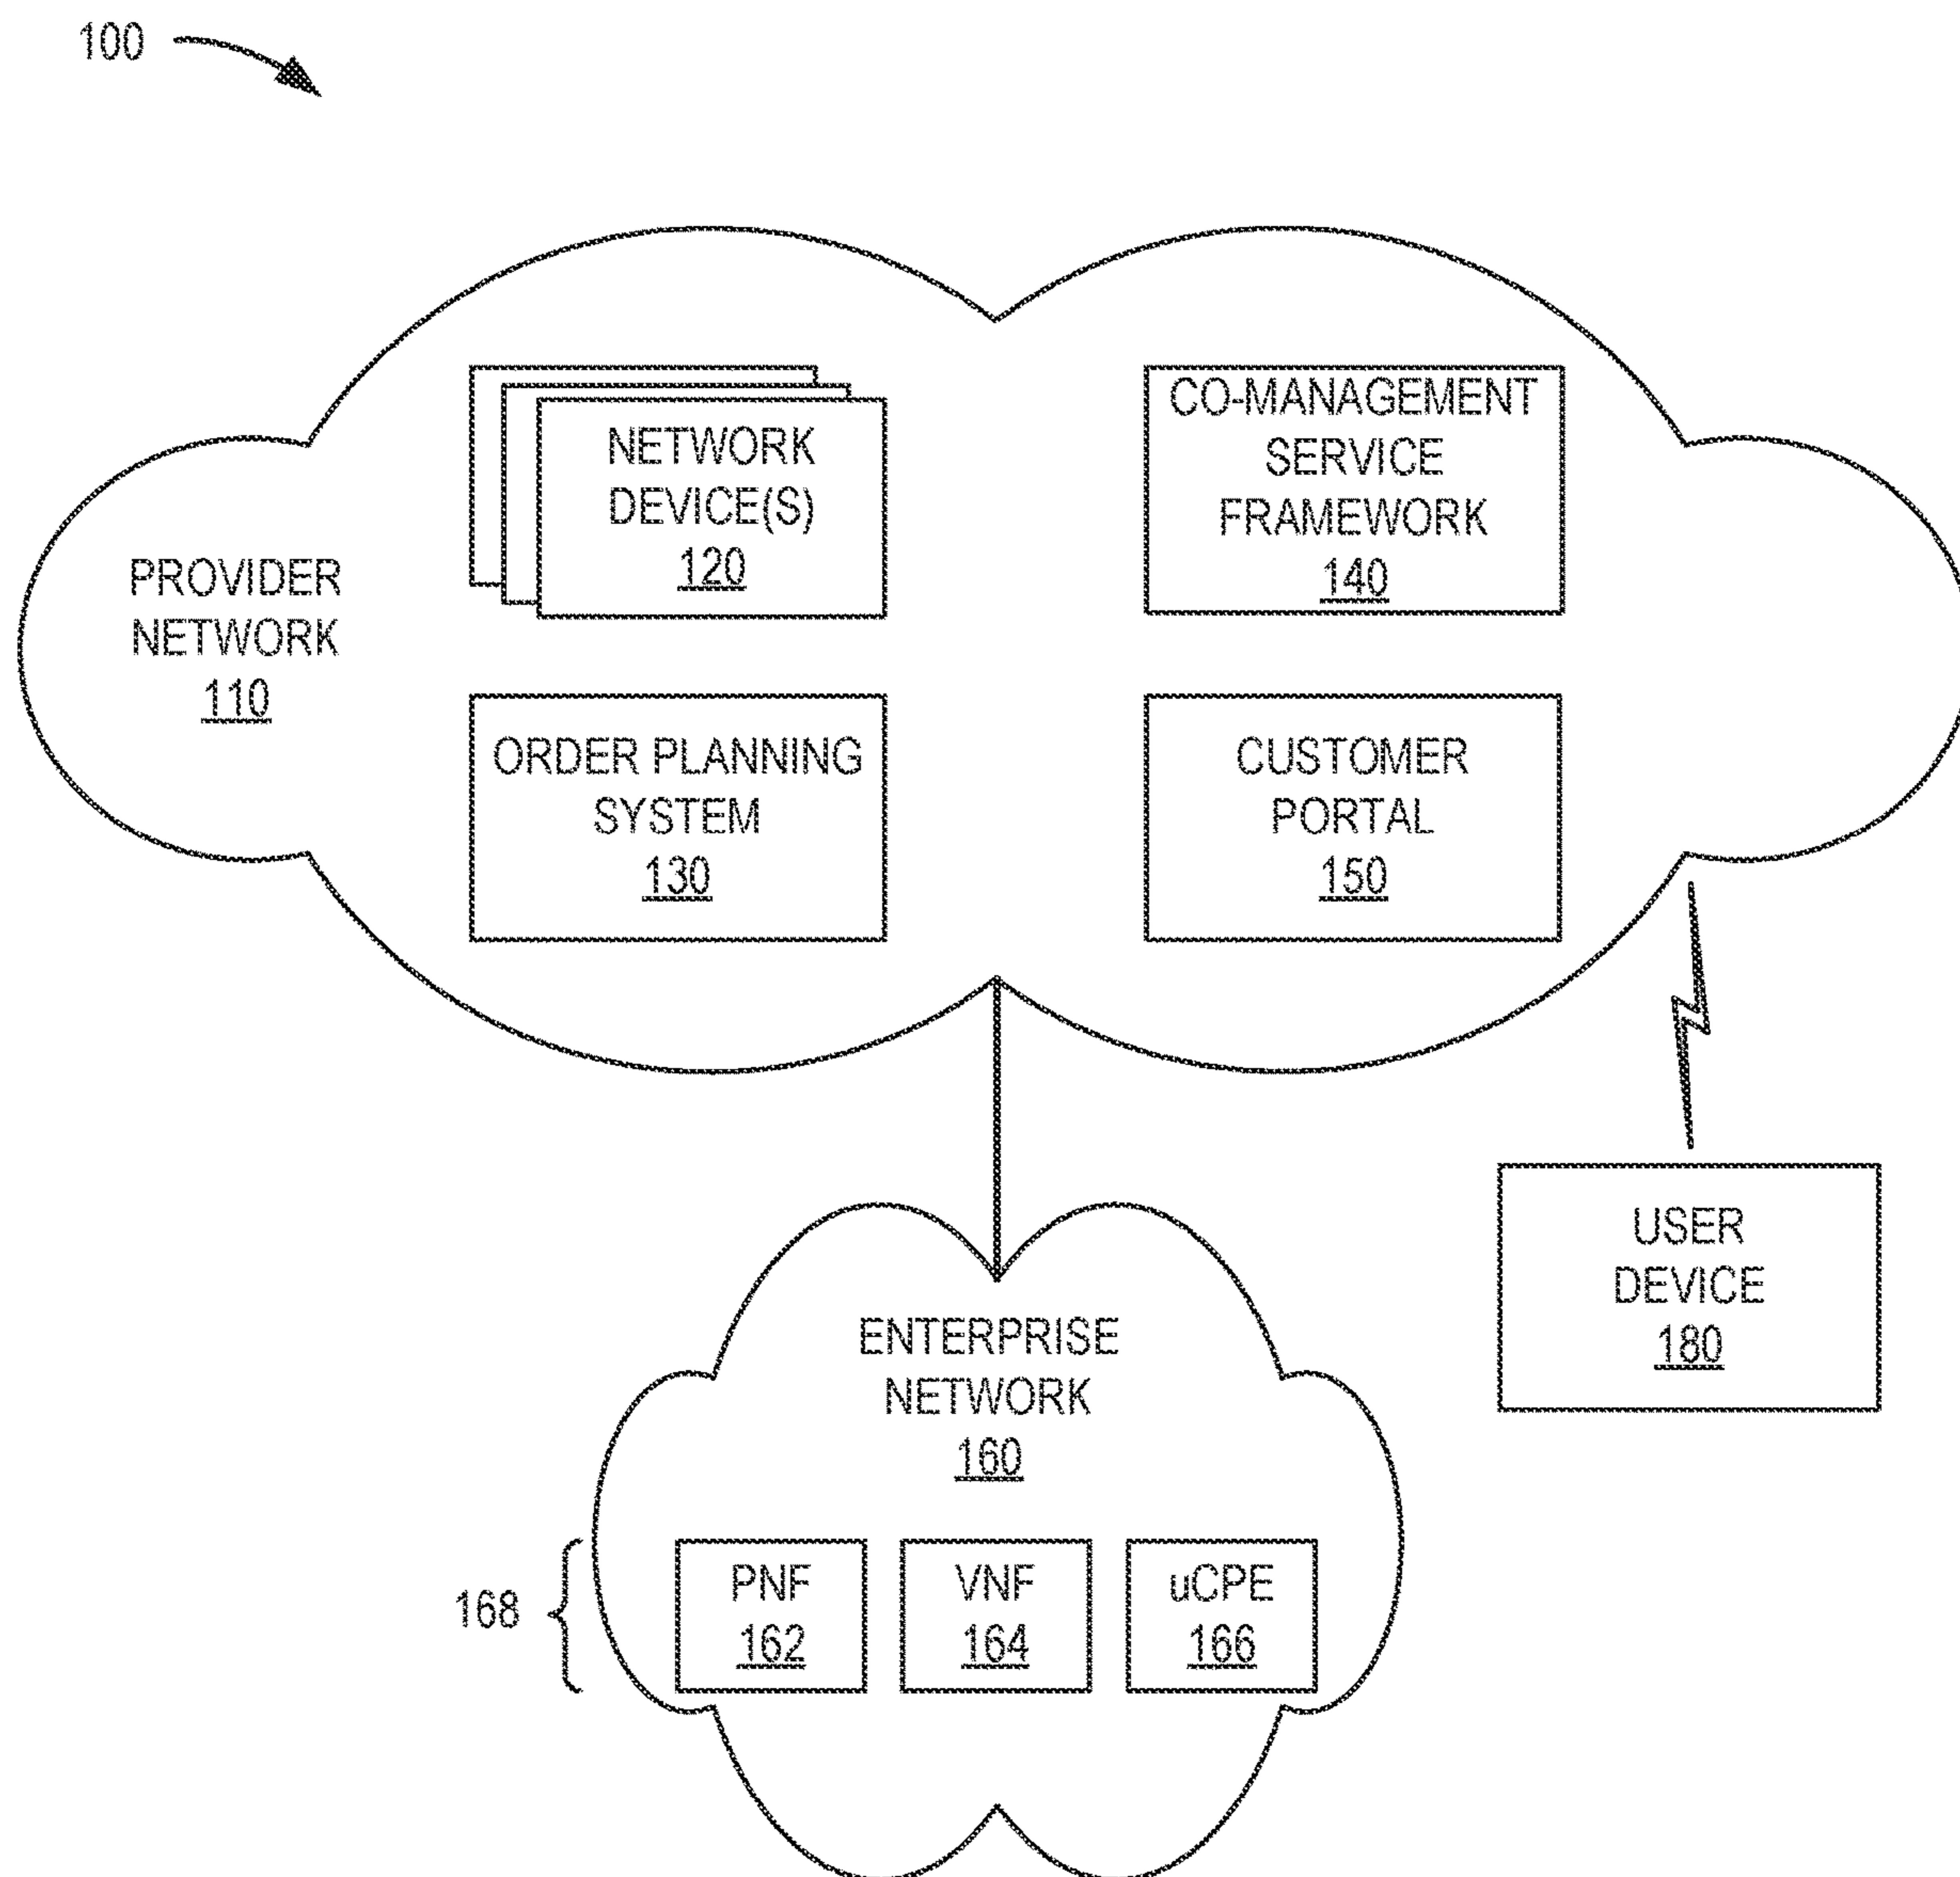 100
PROVIDER
NETWORK
110
NETWORK
DEVICE(S)
120
CO-MANAGEMENT
SERVICE
FRAMEWORK
140
ORDER PLANNING
SYSTEM
130
CUSTOMER
PORTAL
150
USER
DEVICE
180
ENTERPRISE
NETWORK
160
168
PNF
162
VNF
164
uCPE
166